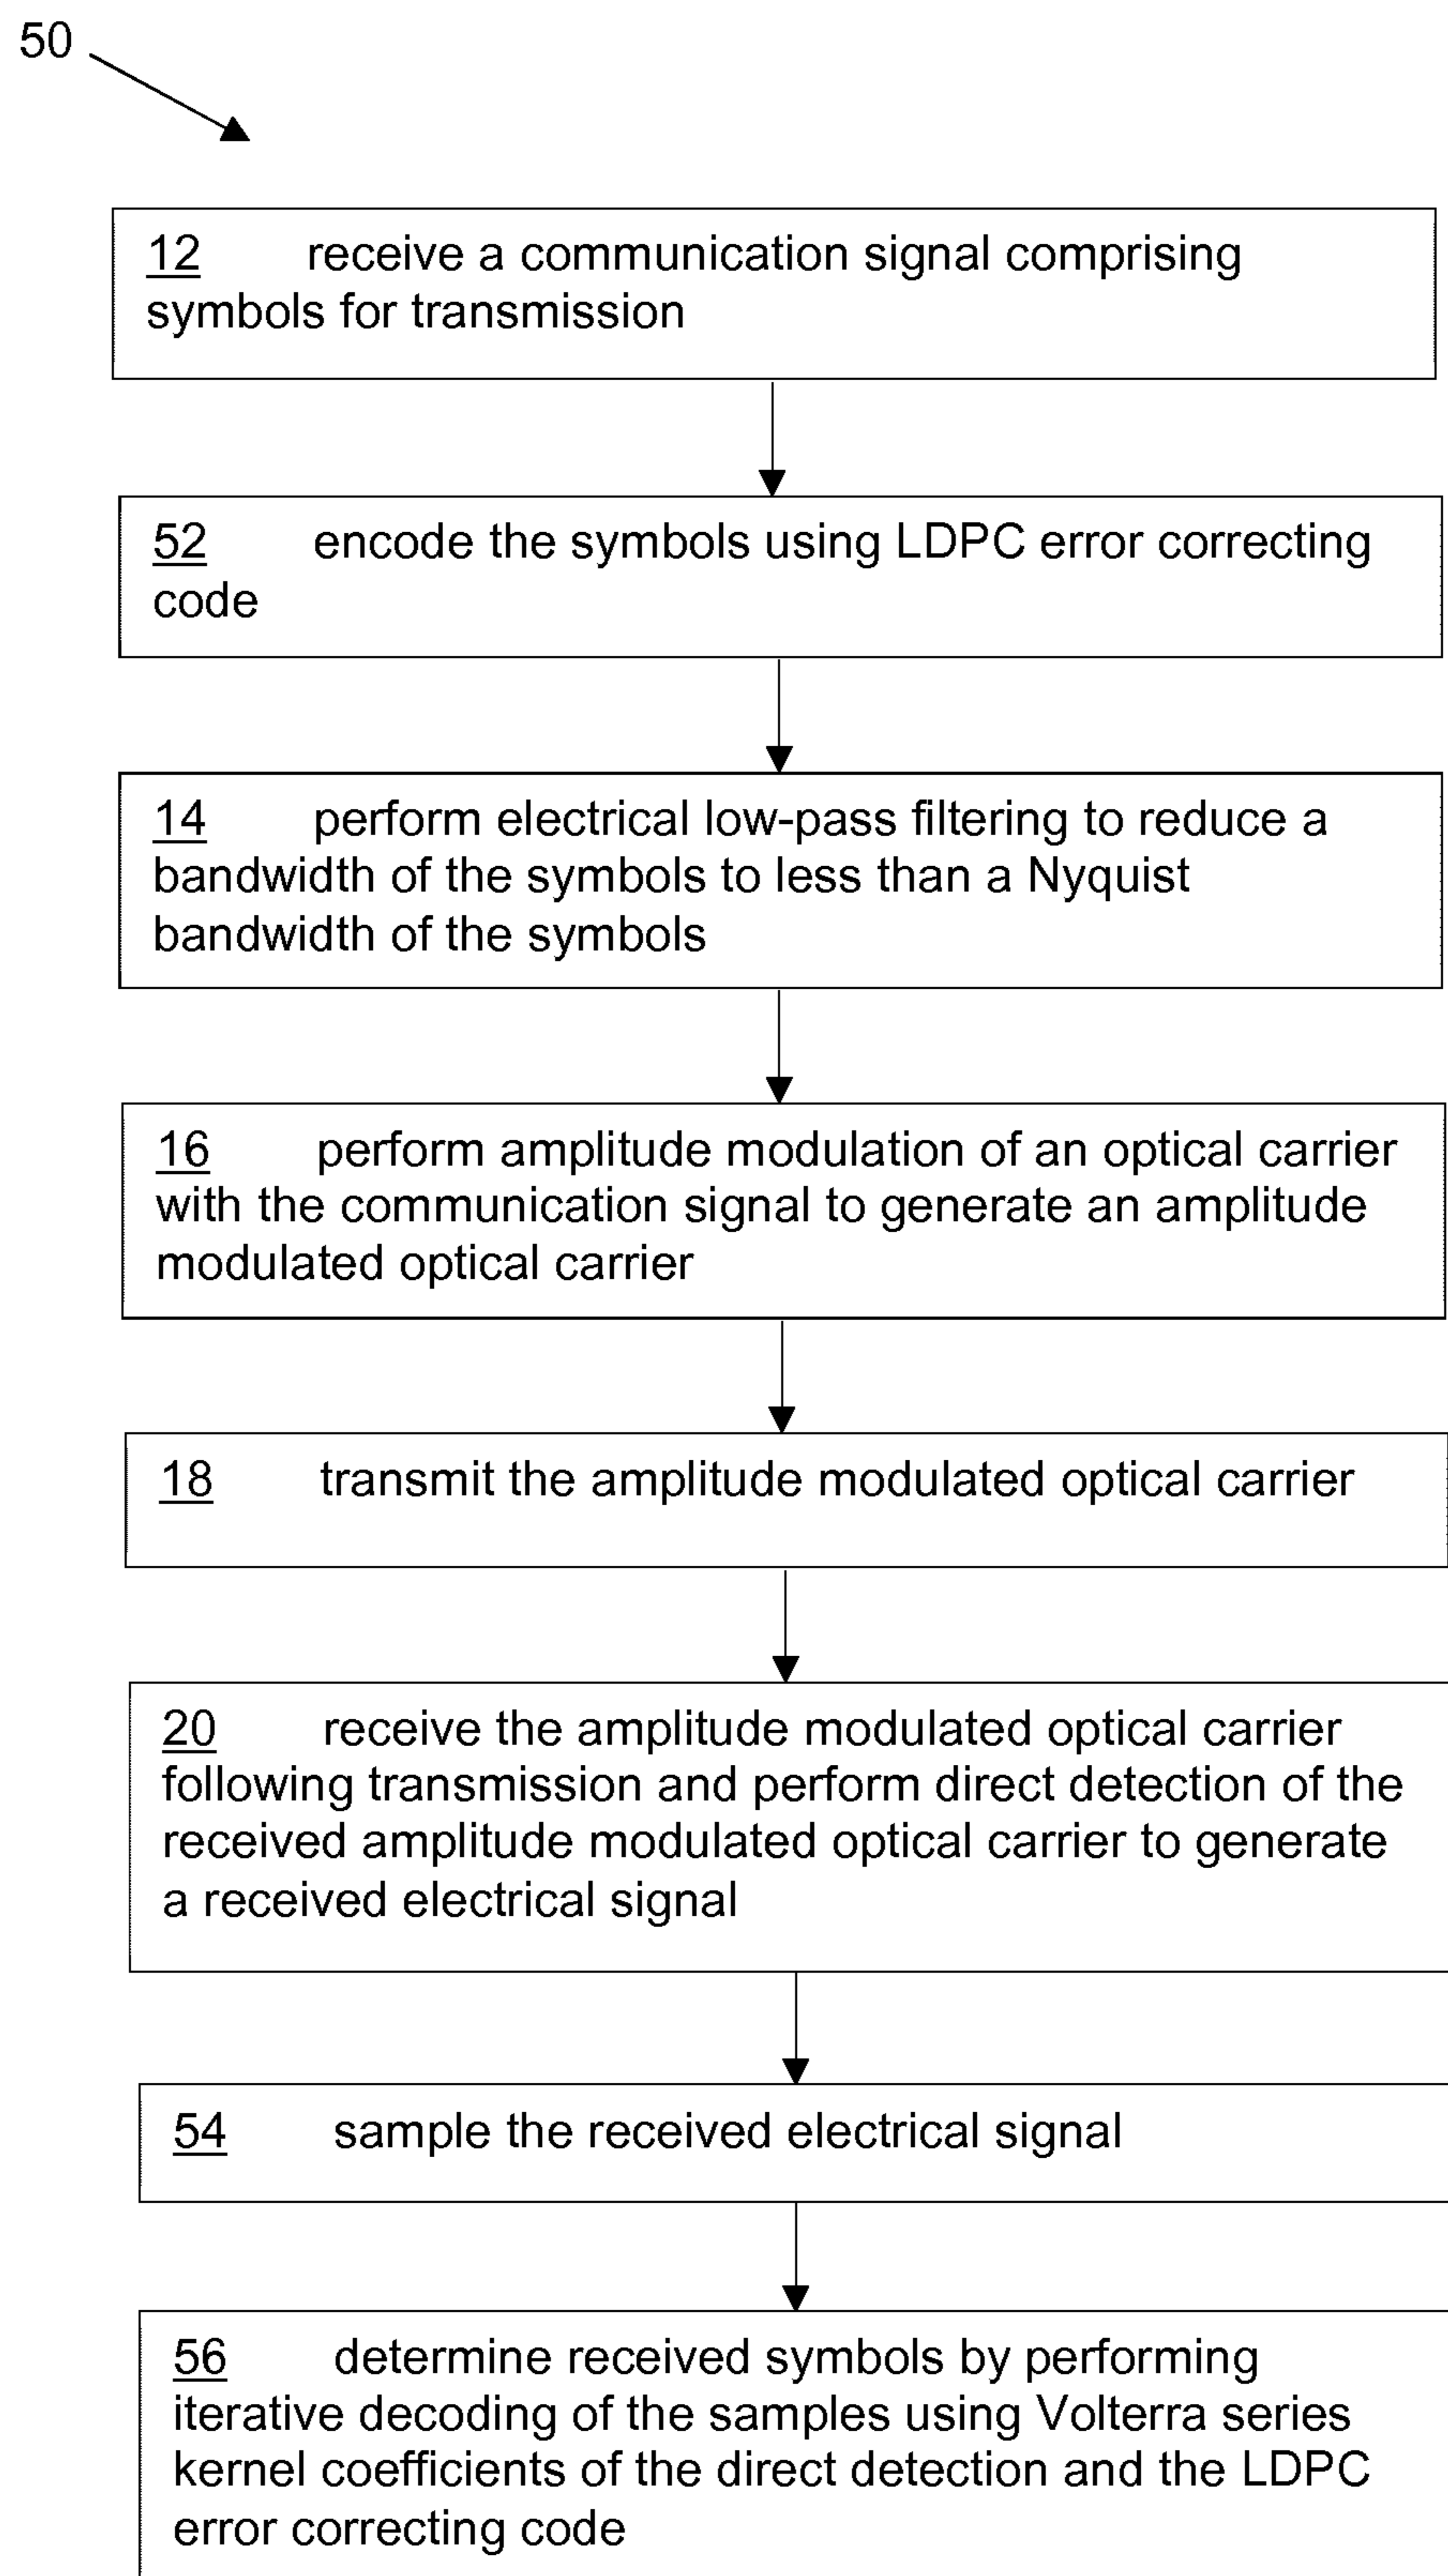 50
12 receive a communication signal comprising
symbols for transmission
52 encode the symbols using LDPC error correcting
code
14 perform electrical low-pass filtering to reduce a
bandwidth of the symbols to less than a Nyquist
bandwidth of the symbols
16 perform amplitude modulation of an optical carrier
with the communication signal to generate an amplitude
modulated optical carrier
18 transmit the amplitude modulated optical carrier
20 receive the amplitude modulated optical carrier
following transmission and perform direct detection of the
received amplitude modulated optical carrier to generate
a received electrical signal
54 sample the received electrical signal
56 determine received symbols by performing
iterative decoding of the samples using Volterra series
kernel coefficients of the direct detection and the LDPC
error correcting code